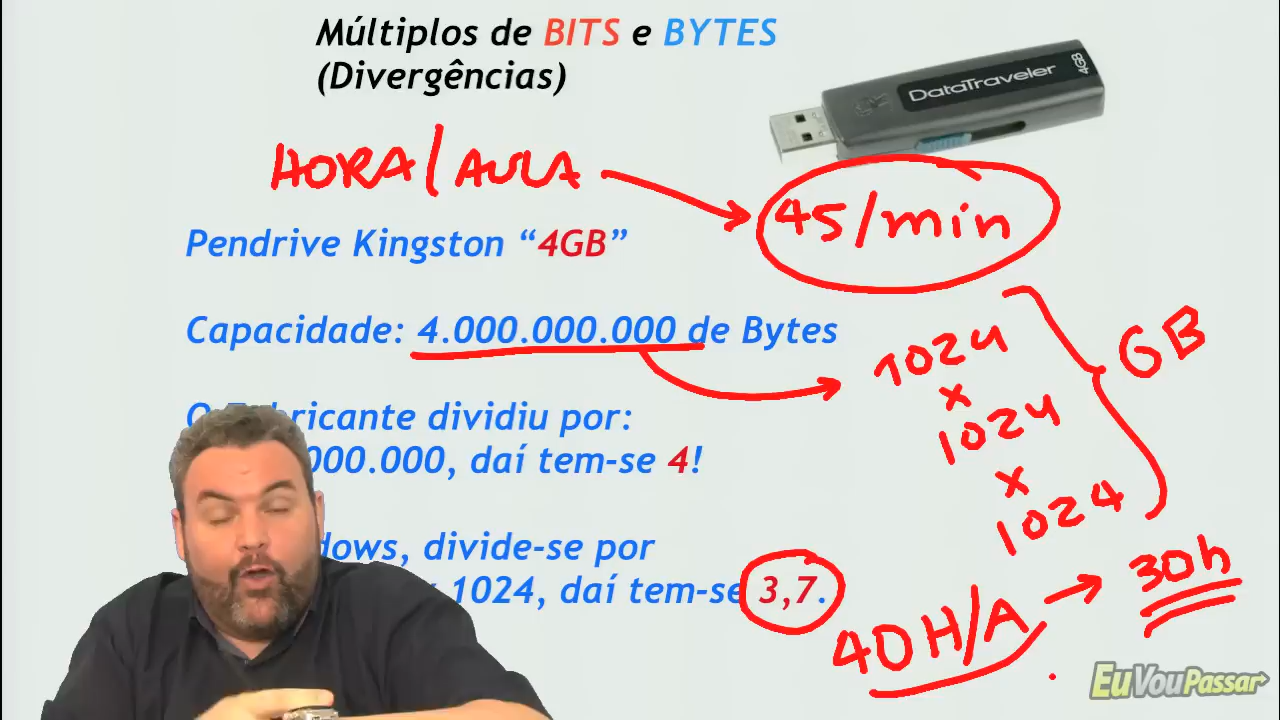 Múltiplos de BITS e BYTES
(Divergências)
DataTraveler 4GB
HORA/AULA
45/min
Pendrive Kingston “4GB”
Capacidade: 4.000.000.000 de Bytes
1024
x
1024
x
1024
GB
O Fabricante dividiu por:
000.000, daí tem-se 4!
dows, divide-se por
1024, daí tem-se 3,7.
40H/A
30h
EuVouPassar